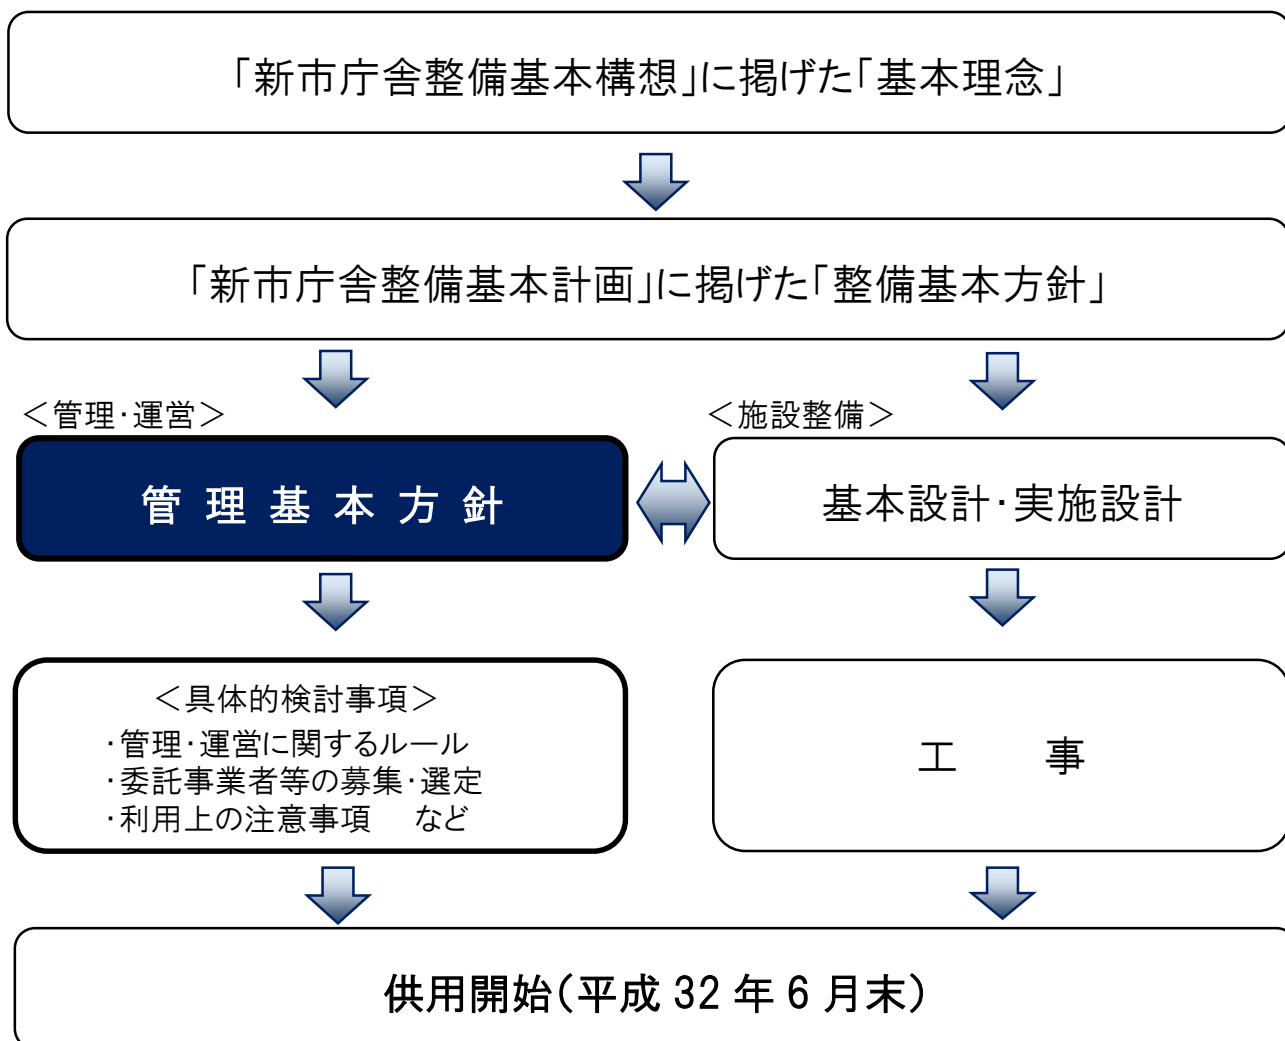 「新市庁舎整備基本構想」に掲げた「基本理念」
「新市庁舎整備基本計画」に掲げた「整備基本方針」
＜管理・運営＞
管理基本方針
＜具体的検討事項＞
・管理・運営に関するルール
・委託事業者等の募集・選定
・利用上の注意事項　など
＜施設整備＞
基本設計・実施設計
工　事
供用開始（平成 32 年 6 月末）